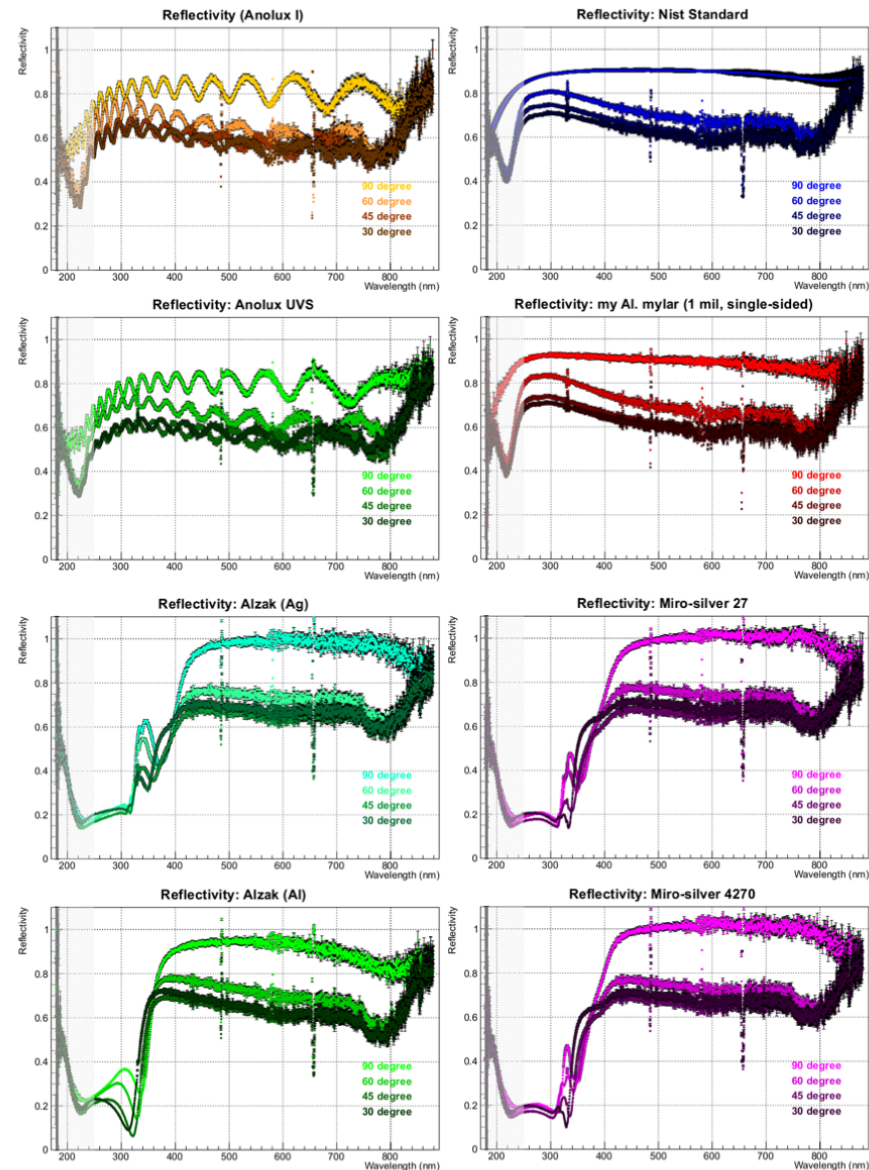 Reflectivity (Anolux I)
Reflectivity
1
0.8
0.6
0.4
0.2
0
90 degree
60 degree
45 degree
30 degree
200 300 400 500 600 700 800
Wavelength (nm)
Reflectivity: Nist Standard
Reflectivity
1
0.8
0.6
0.4
0.2
0
90 degree
60 degree
45 degree
30 degree
200 300 400 500 600 700 800
Wavelength (nm)
Reflectivity: Anolux UVS
Reflectivity
1
0.8
0.6
0.4
0.2
0
90 degree
60 degree
45 degree
30 degree
200 300 400 500 600 700 800
Wavelength (nm)
Reflectivity: my Al. mylar (1 mil, single-sided)
Reflectivity
1
0.8
0.6
0.4
0.2
0
90 degree
60 degree
45 degree
30 degree
200 300 400 500 600 700 800
Wavelength (nm)
Reflectivity: Alzak (Ag)
Reflectivity
1
0.8
0.6
0.4
0.2
0
90 degree
60 degree
45 degree
30 degree
200 300 400 500 600 700 800
Wavelength (nm)
Reflectivity: Miro-silver 27
Reflectivity
1
0.8
0.6
0.4
0.2
0
90 degree
60 degree
45 degree
30 degree
200 300 400 500 600 700 800
Wavelength (nm)
Reflectivity: Alzak (Al)
Reflectivity
1
0.8
0.6
0.4
0.2
0
90 degree
60 degree
45 degree
30 degree
200 300 400 500 600 700 800
Wavelength (nm)
Reflectivity: Miro-silver 4270
Reflectivity
1
0.8
0.6
0.4
0.2
0
90 degree
60 degree
45 degree
30 degree
200 300 400 500 600 700 800
Wavelength (nm)